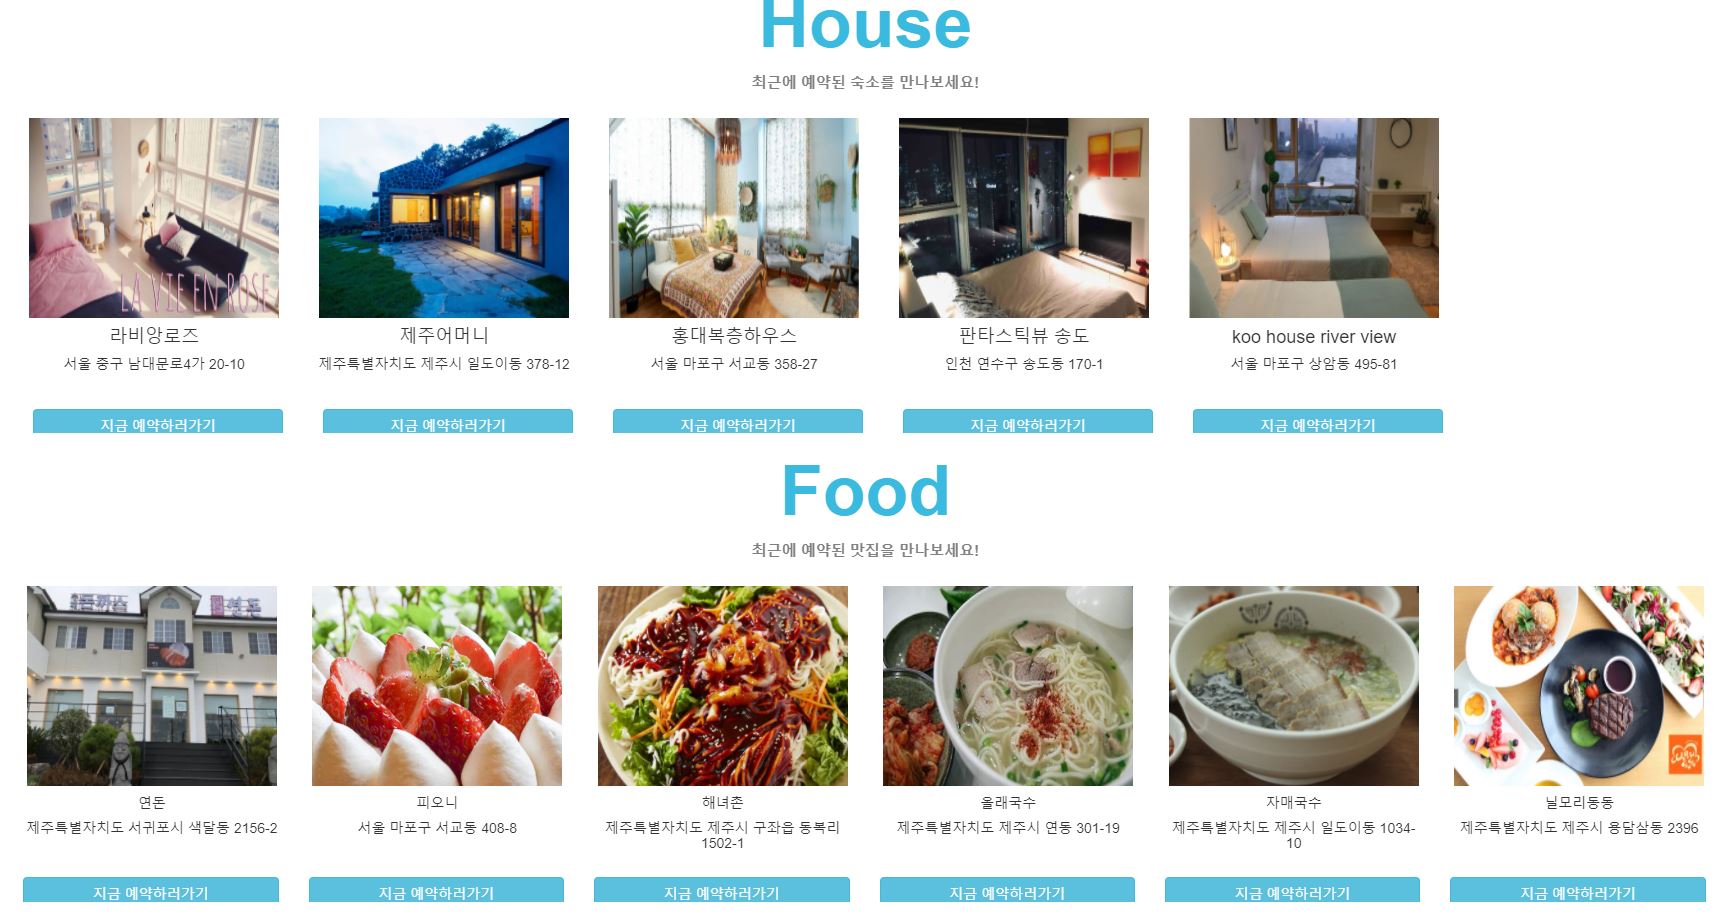 House
최근에 예약된 숙소를 만나보세요!
LA VIE EN ROSE
라비앙로즈
서울 중구 남대문로4가 20-10
지금 예약하러가기
제주어머니
제주특별자치도 제주시 일도이동 378-12
지금 예약하러가기
홍대복층하우스
서울 마포구 서교동 358-27
지금 예약하러가기
판타스틱뷰 송도
인천 연수구 송도동 170-1
지금 예약하러가기
koo house river view
서울 마포구 상암동 495-81
지금 예약하러가기
Food
최근에 예약된 맛집을 만나보세요!
연돈
제주특별자치도 서귀포시 색달동 2156-2
지금 예약하러가기
피오니
서울 마포구 서교동 408-8
지금 예약하러가기
해녀촌
제주특별자치도 제주시 구좌읍 동복리
1502-1
지금 예약하러가기
올래국수
제주특별자치도 제주시 연동 301-19
지금 예약하러가기
자매국수
제주특별자치도 제주시 일도이동 1034-
10
지금 예약하러가기
닐모리동동
제주특별자치도 제주시 용담삼동 2396
지금 예약하러가기